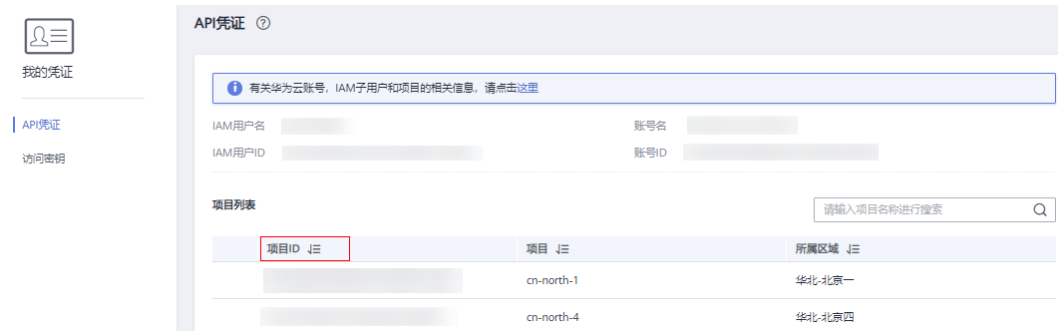 API凭证
我的凭证
有关华为云账号，IAM子用户和项目的相关信息，请点击这里
API凭证
IAM用户名 账号名
访问密钥
IAM用户ID 账号ID
项目列表
请输入项目名称进行搜索
项目ID 项目 所属区域
cn-north-1 华北-北京一
cn-north-4 华北-北京四